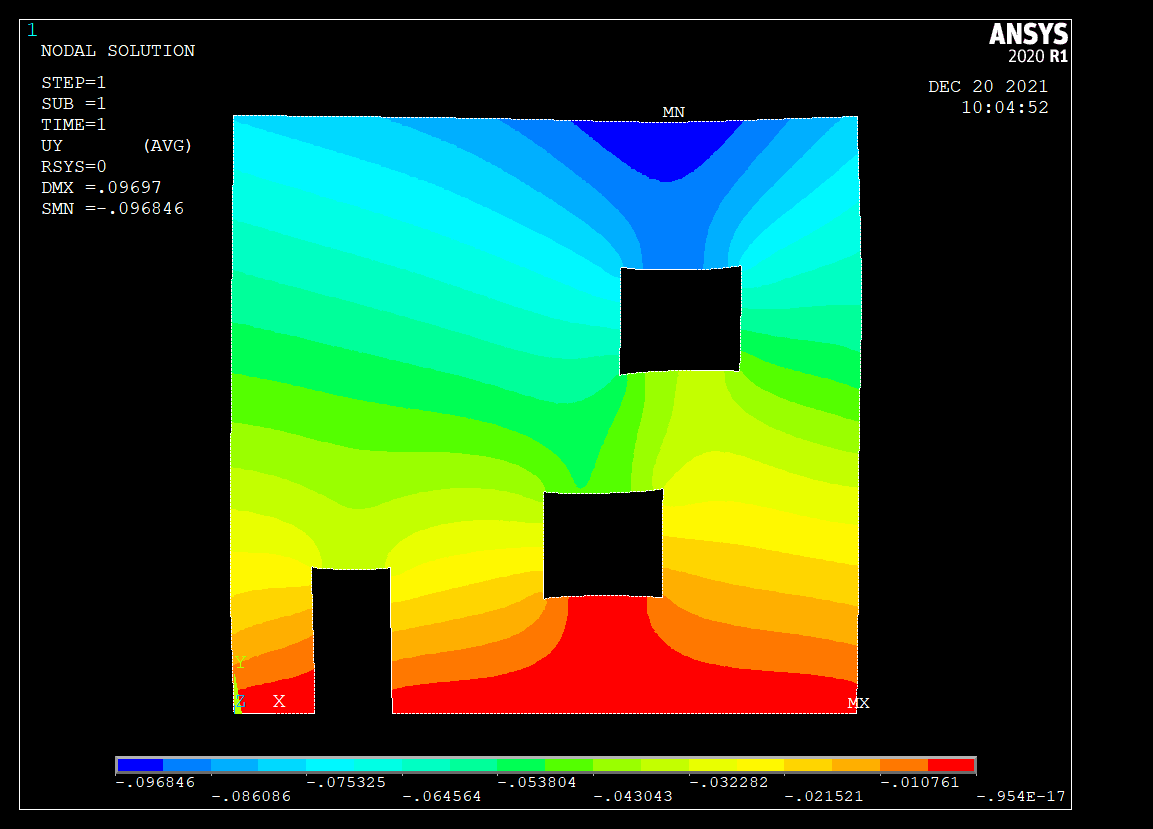 1
ANSYS
2020 R1
NODAL SOLUTION
STEP=1
SUB =1
TIME=1
UY (AVG)
RSYS=0
DMX =.09697
SMN =-.096846
DEC 20 2021
10:04:52
MN
Y
Z X
MX
-.096846 -.075325 -.053804 -.032282 -.010761
-.086086 -.064564 -.043043 -.021521 -.954E-17